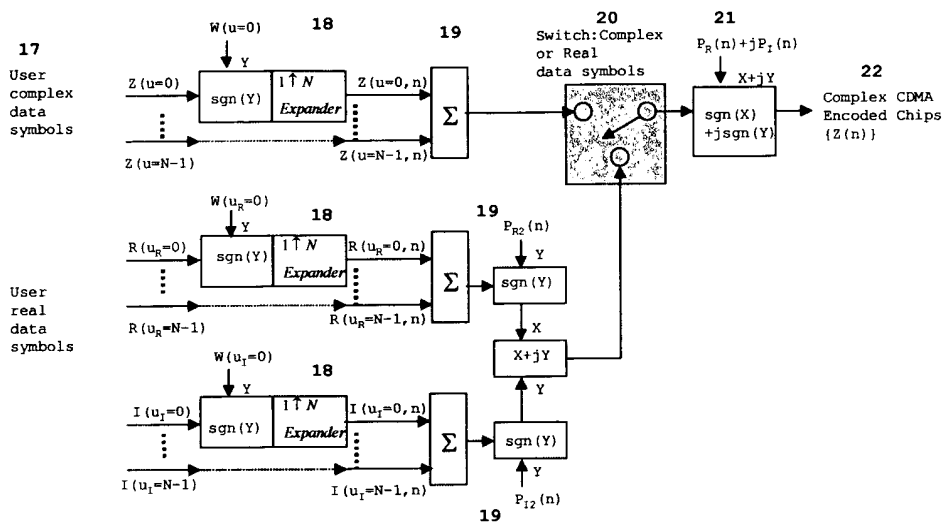 17
User
complex
data
symbols
W(u=0)
18
Y
Z(u=0)
sgn(Y)
1↑N
Expander
Z(u=0,n)
Z(u=N-1)
Z(u=N-1,n)
19
Σ
20
Switch:Complex
or Real
data symbols
21
P_R(n)+jP_I(n)
X+jY
sgn(X)
+jsgn(Y)
22
Complex CDMA
Encoded Chips
{Z(n)}
User
real
data
symbols
W(u_R=0)
18
Y
R(u_R=0)
sgn(Y)
1↑N
Expander
R(u_R=0,n)
R(u_R=N-1)
R(u_R=N-1,n)
19
Σ
P_R2(n)
Y
sgn(Y)
X
X+jY
Y
W(u_I=0)
18
Y
I(u_I=0)
sgn(Y)
1↑N
Expander
I(u_I=0,n)
I(u_I=N-1)
I(u_I=N-1,n)
Σ
sgn(Y)
Y
P_I2(n)
19